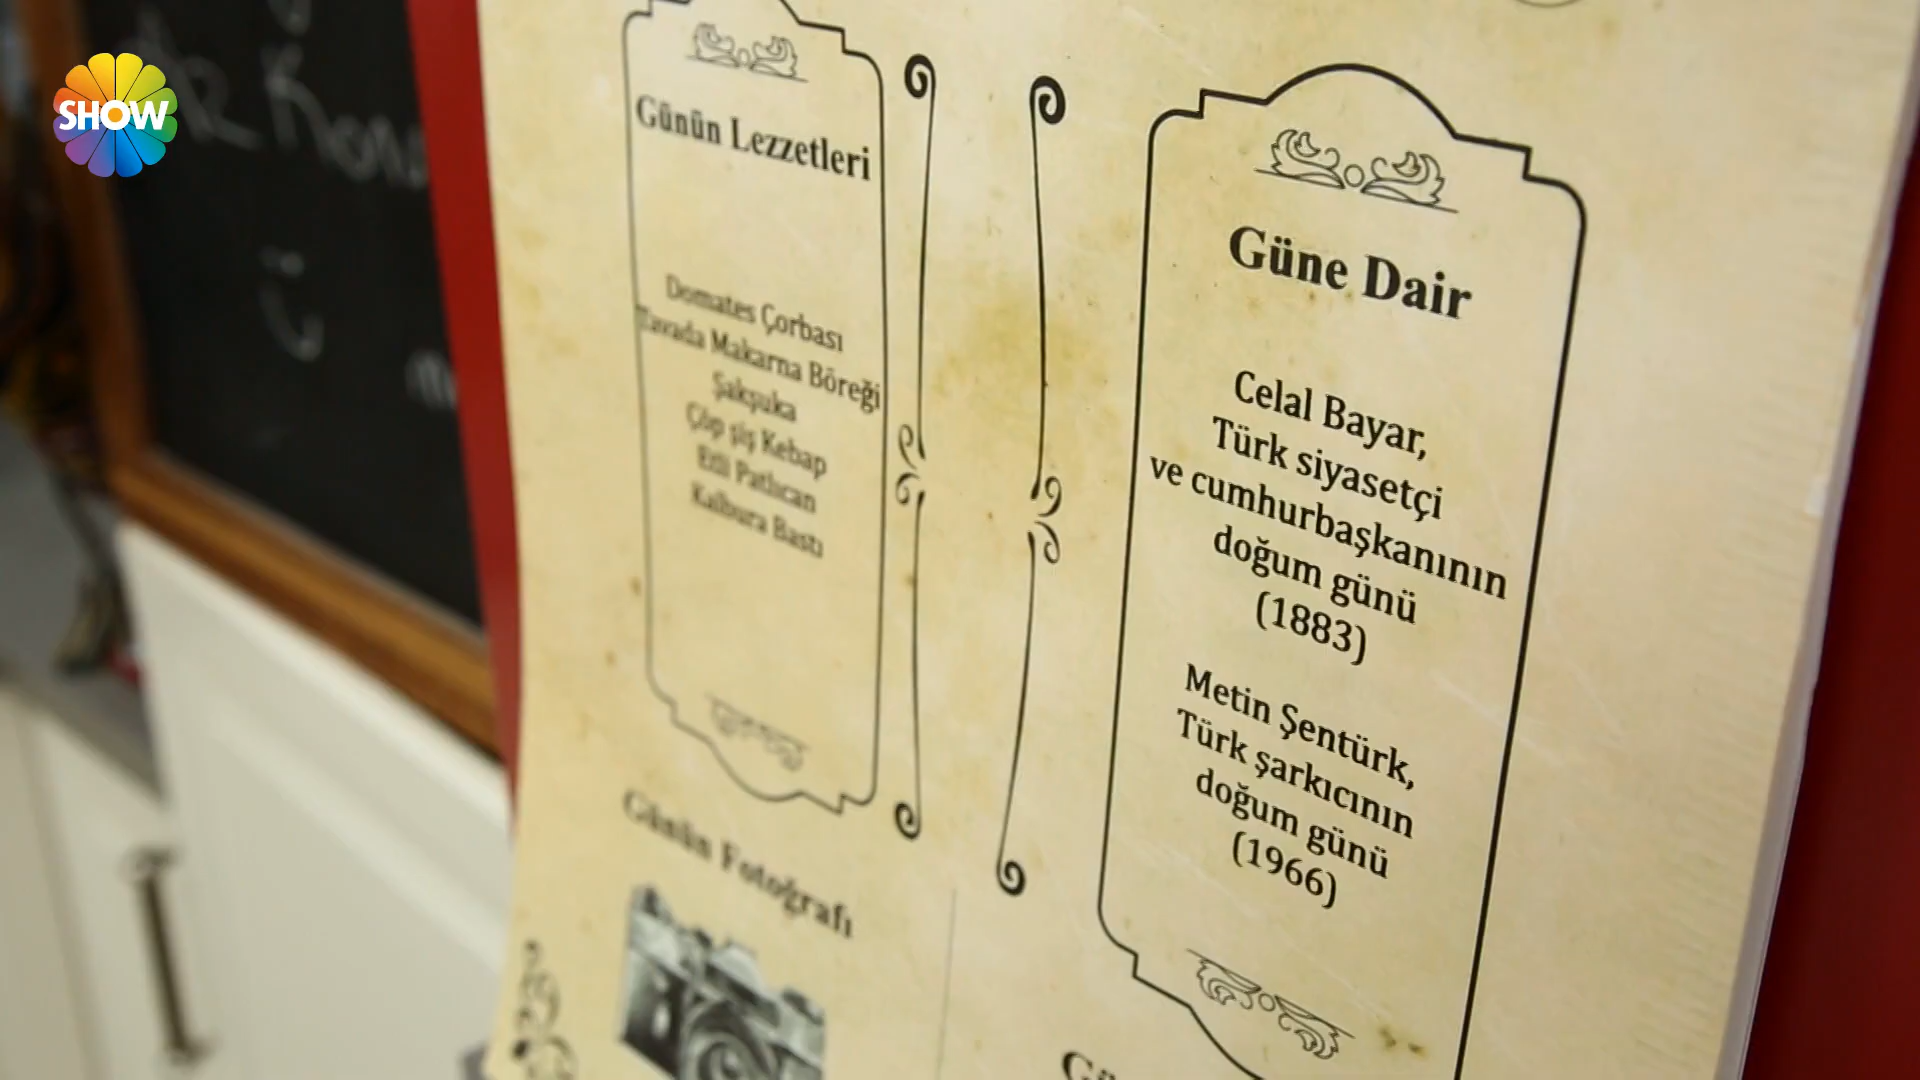 SHOW
Günün Lezzetleri
Domates Çorbası
Tavada Makarna Böreği
Şakşuka
Çöp şiş Kebap
Etli Patlıcan
Kalbura Bastı
Günün Fotoğrafı
Güne Dair
Celal Bayar,
Türk siyasetçi
ve cumhurbaşkanının
doğum günü
(1883)
Metin Şentürk,
Türk şarkıcının
doğum günü
(1966)